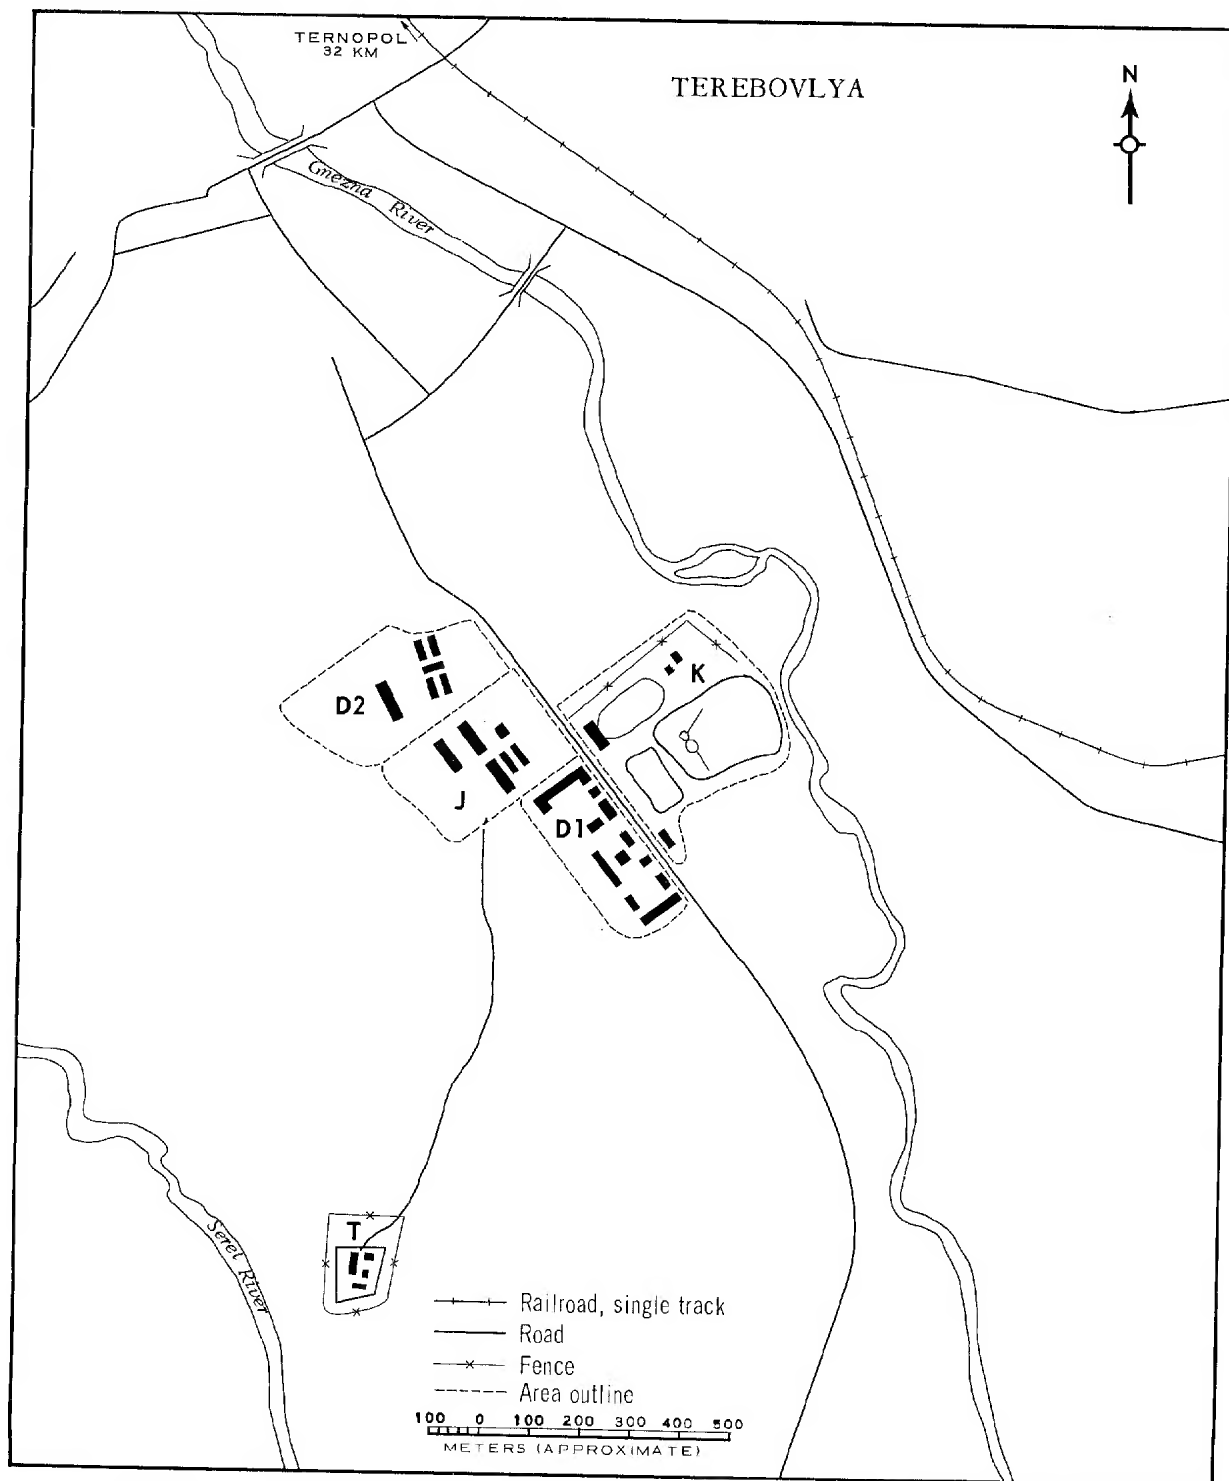 TERNOPOL
32 KM
TEREBOVLYA
N
Gnezna River
K
D2
J
D1
T
Seret River
Railroad, single track
Road
Fence
Area outline
100 0 100 200 300 400 500
METERS (APPROXIMATE)